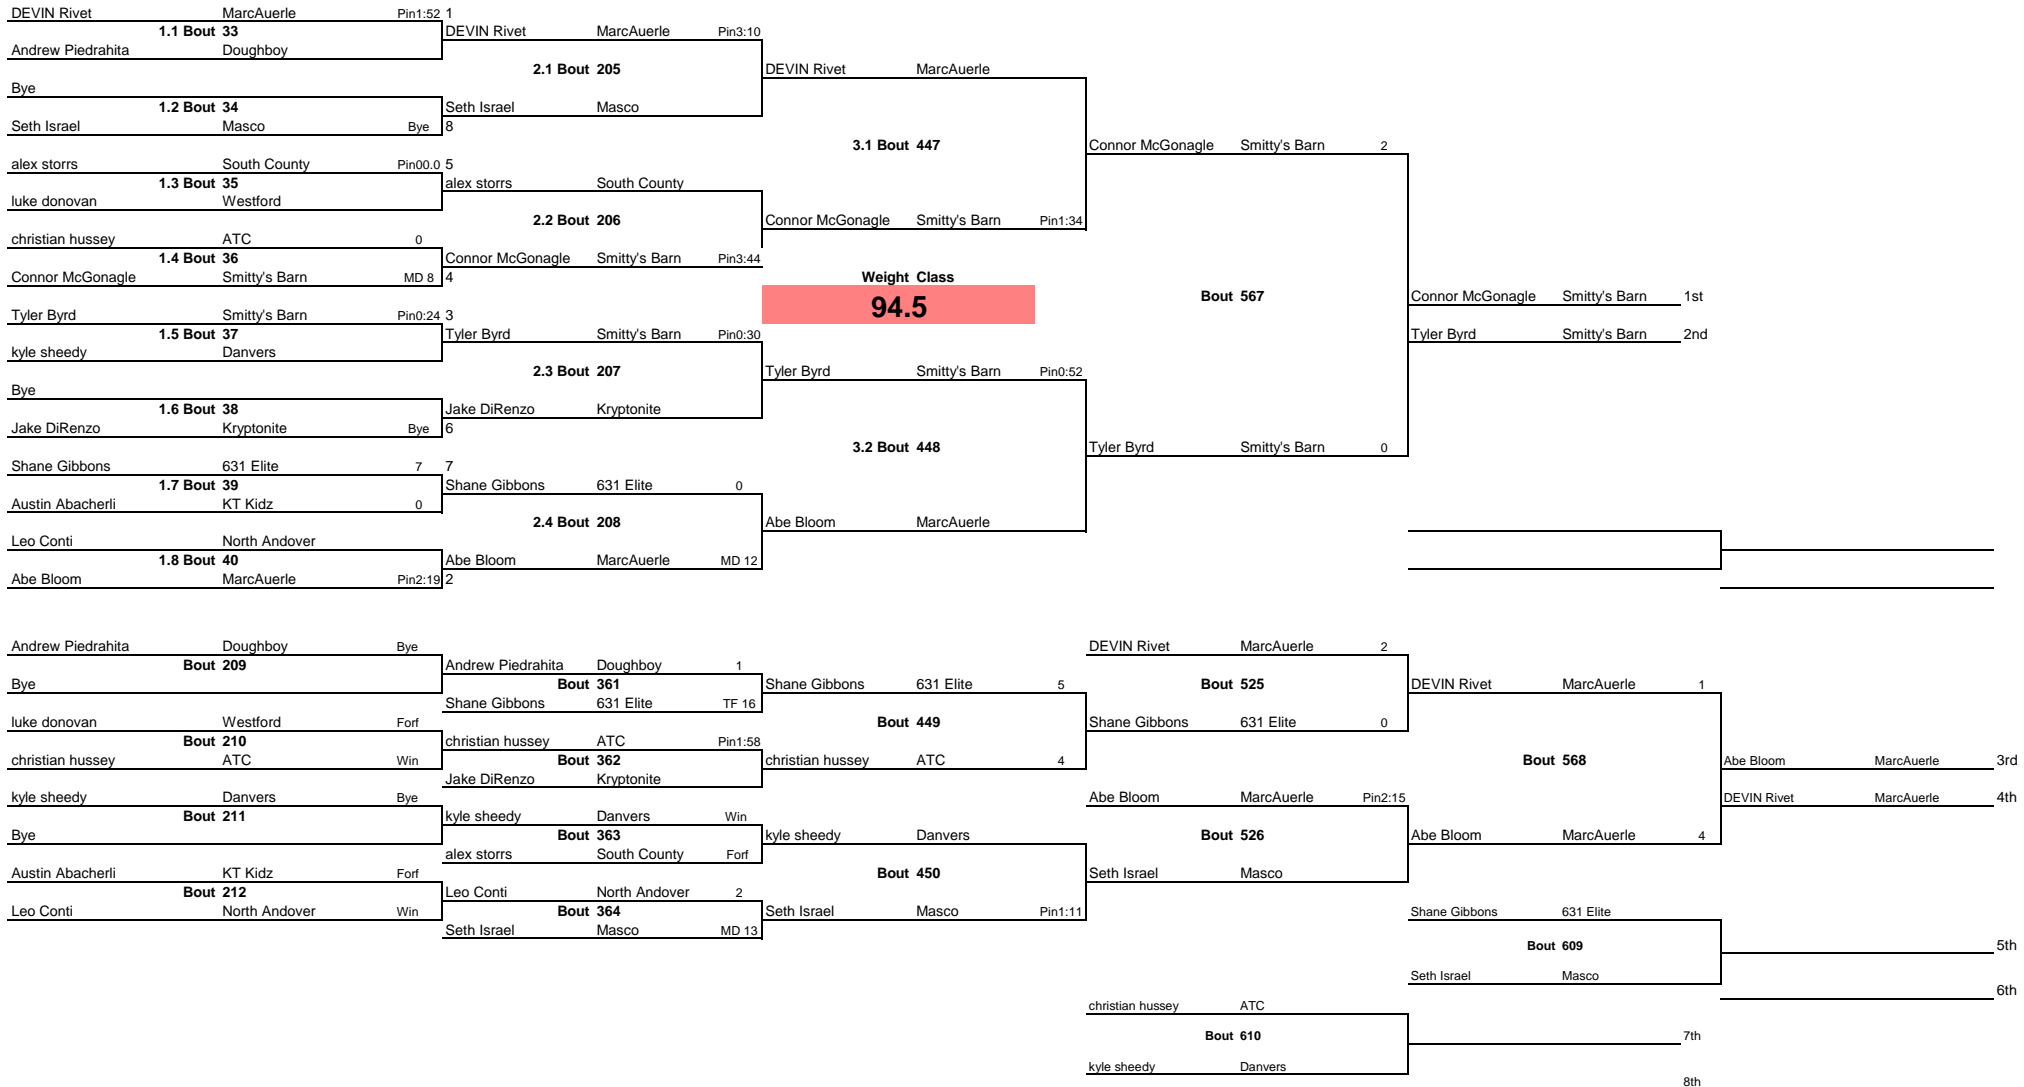 DEVIN Rivet MarcAuerle Pin1:52 1
1.1 Bout 33 DEVIN Rivet MarcAuerle Pin3:10
Andrew Piedrahita Doughboy
2.1 Bout 205 DEVIN Rivet MarcAuerle
Bye
1.2 Bout 34 Seth Israel Masco
Seth Israel Masco Bye 8
3.1 Bout 447 Connor McGonagle Smitty's Barn 2
alex storrs South County Pin00.0 5
1.3 Bout 35 alex storrs South County
luke donovan Westford
2.2 Bout 206 Connor McGonagle Smitty's Barn Pin1:34
christian hussey ATC 0
1.4 Bout 36 Connor McGonagle Smitty's Barn Pin3:44
Connor McGonagle Smitty's Barn MD 8 4 Weight Class
94.5 Bout 567 Connor McGonagle Smitty's Barn 1st
Tyler Byrd Smitty's Barn Pin0:24 3
1.5 Bout 37 Tyler Byrd Smitty's Barn Pin0:30 Tyler Byrd Smitty's Barn 2nd
kyle sheedy Danvers
2.3 Bout 207 Tyler Byrd Smitty's Barn Pin0:52
Bye
1.6 Bout 38 Jake DiRenzo Kryptonite
Jake DiRenzo Kryptonite Bye 6
3.2 Bout 448 Tyler Byrd Smitty's Barn 0
Shane Gibbons 631 Elite 7 7
1.7 Bout 39 Shane Gibbons 631 Elite 0
Austin Abacherli KT Kidz 0
2.4 Bout 208 Abe Bloom MarcAuerle
Leo Conti North Andover
1.8 Bout 40 Abe Bloom MarcAuerle MD 12
Abe Bloom MarcAuerle Pin2:19 2
Andrew Piedrahita Doughboy Bye DEVIN Rivet MarcAuerle 2
Bout 209 Andrew Piedrahita Doughboy 1
Bye Bout 361 Shane Gibbons 631 Elite 5 Bout 525 DEVIN Rivet MarcAuerle 1
Shane Gibbons 631 Elite TF 16
luke donovan Westford Forf Bout 449 Shane Gibbons 631 Elite 0
Bout 210 christian hussey ATC Pin1:58
christian hussey ATC Win Bout 362 christian hussey ATC 4 Bout 568 Abe Bloom MarcAuerle 3rd
Jake DiRenzo Kryptonite
kyle sheedy Danvers Bye Abe Bloom MarcAuerle Pin2:15 DEVIN Rivet MarcAuerle 4th
Bout 211 kyle sheedy Danvers Win
Bye Bout 363 kyle sheedy Danvers Bout 526 Abe Bloom MarcAuerle 4
alex storrs South County Forf
Austin Abacherli KT Kidz Forf Bout 450 Seth Israel Masco
Bout 212 Leo Conti North Andover 2
Leo Conti North Andover Win Bout 364 Seth Israel Masco Pin1:11 Shane Gibbons 631 Elite
Seth Israel Masco MD 13
Bout 609 5th
Seth Israel Masco
6th
christian hussey ATC
Bout 610 7th
kyle sheedy Danvers
8th